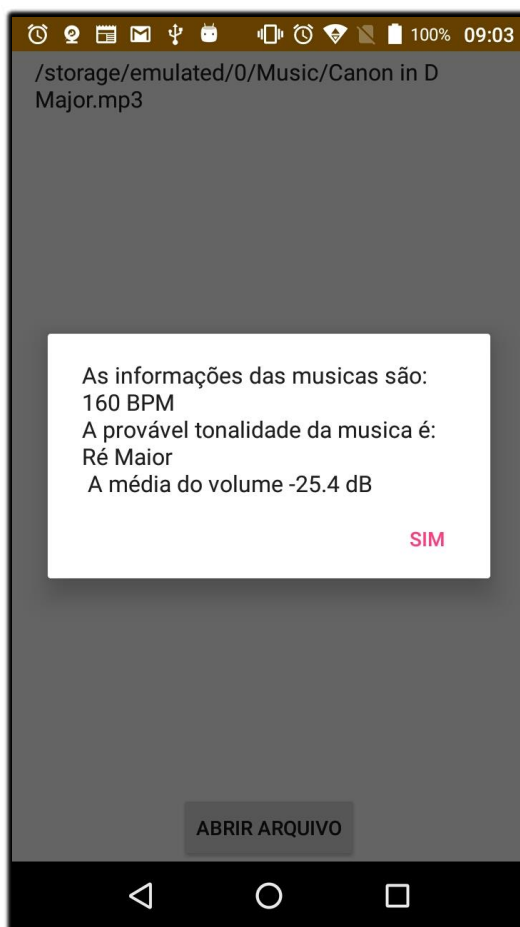 100% 09:03
/storage/emulated/0/Music/Canon in D
Major.mp3
As informações das musicas são:
160 BPM
A provável tonalidade da musica é:
Ré Maior
A média do volume -25.4 dB
SIM
ABRIR ARQUIVO